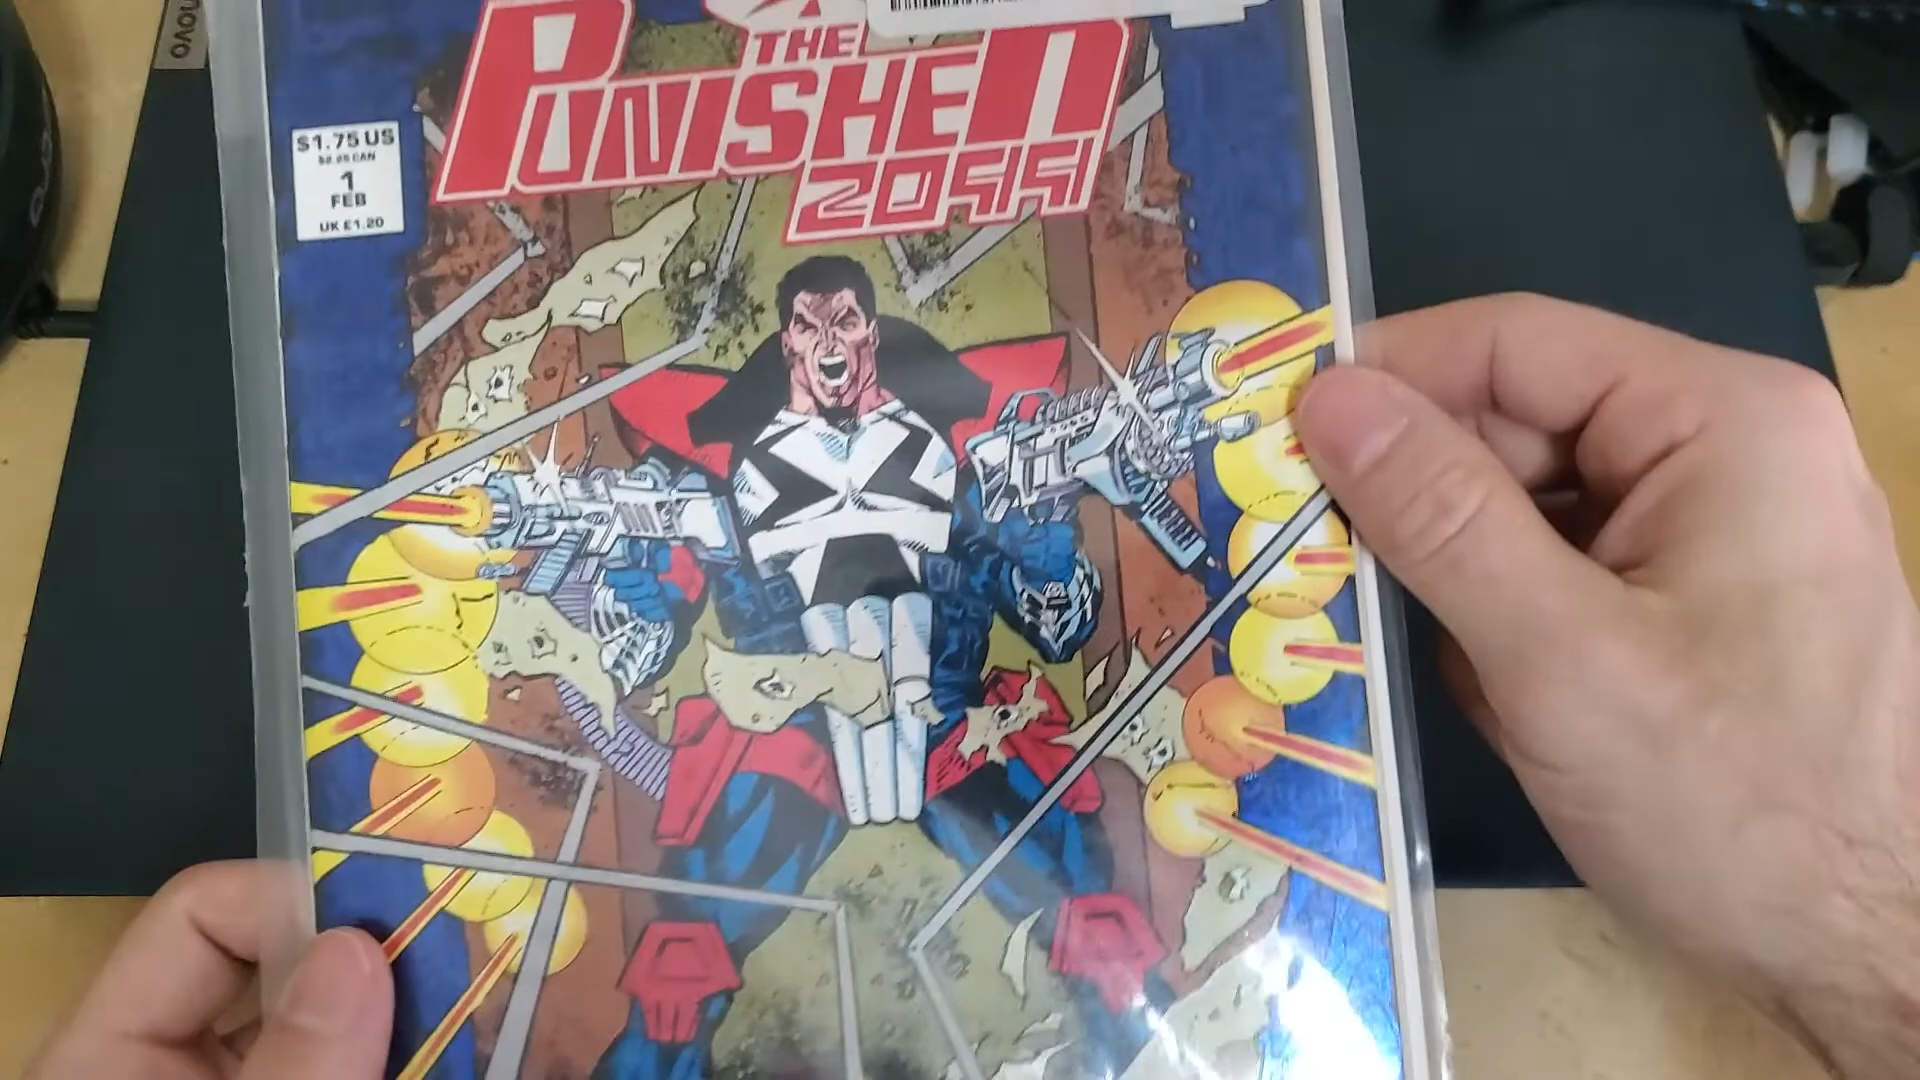 THE
PUNISHER
2099
$1.75 US
$2.25 CAN
1
FEB
UK £1.20